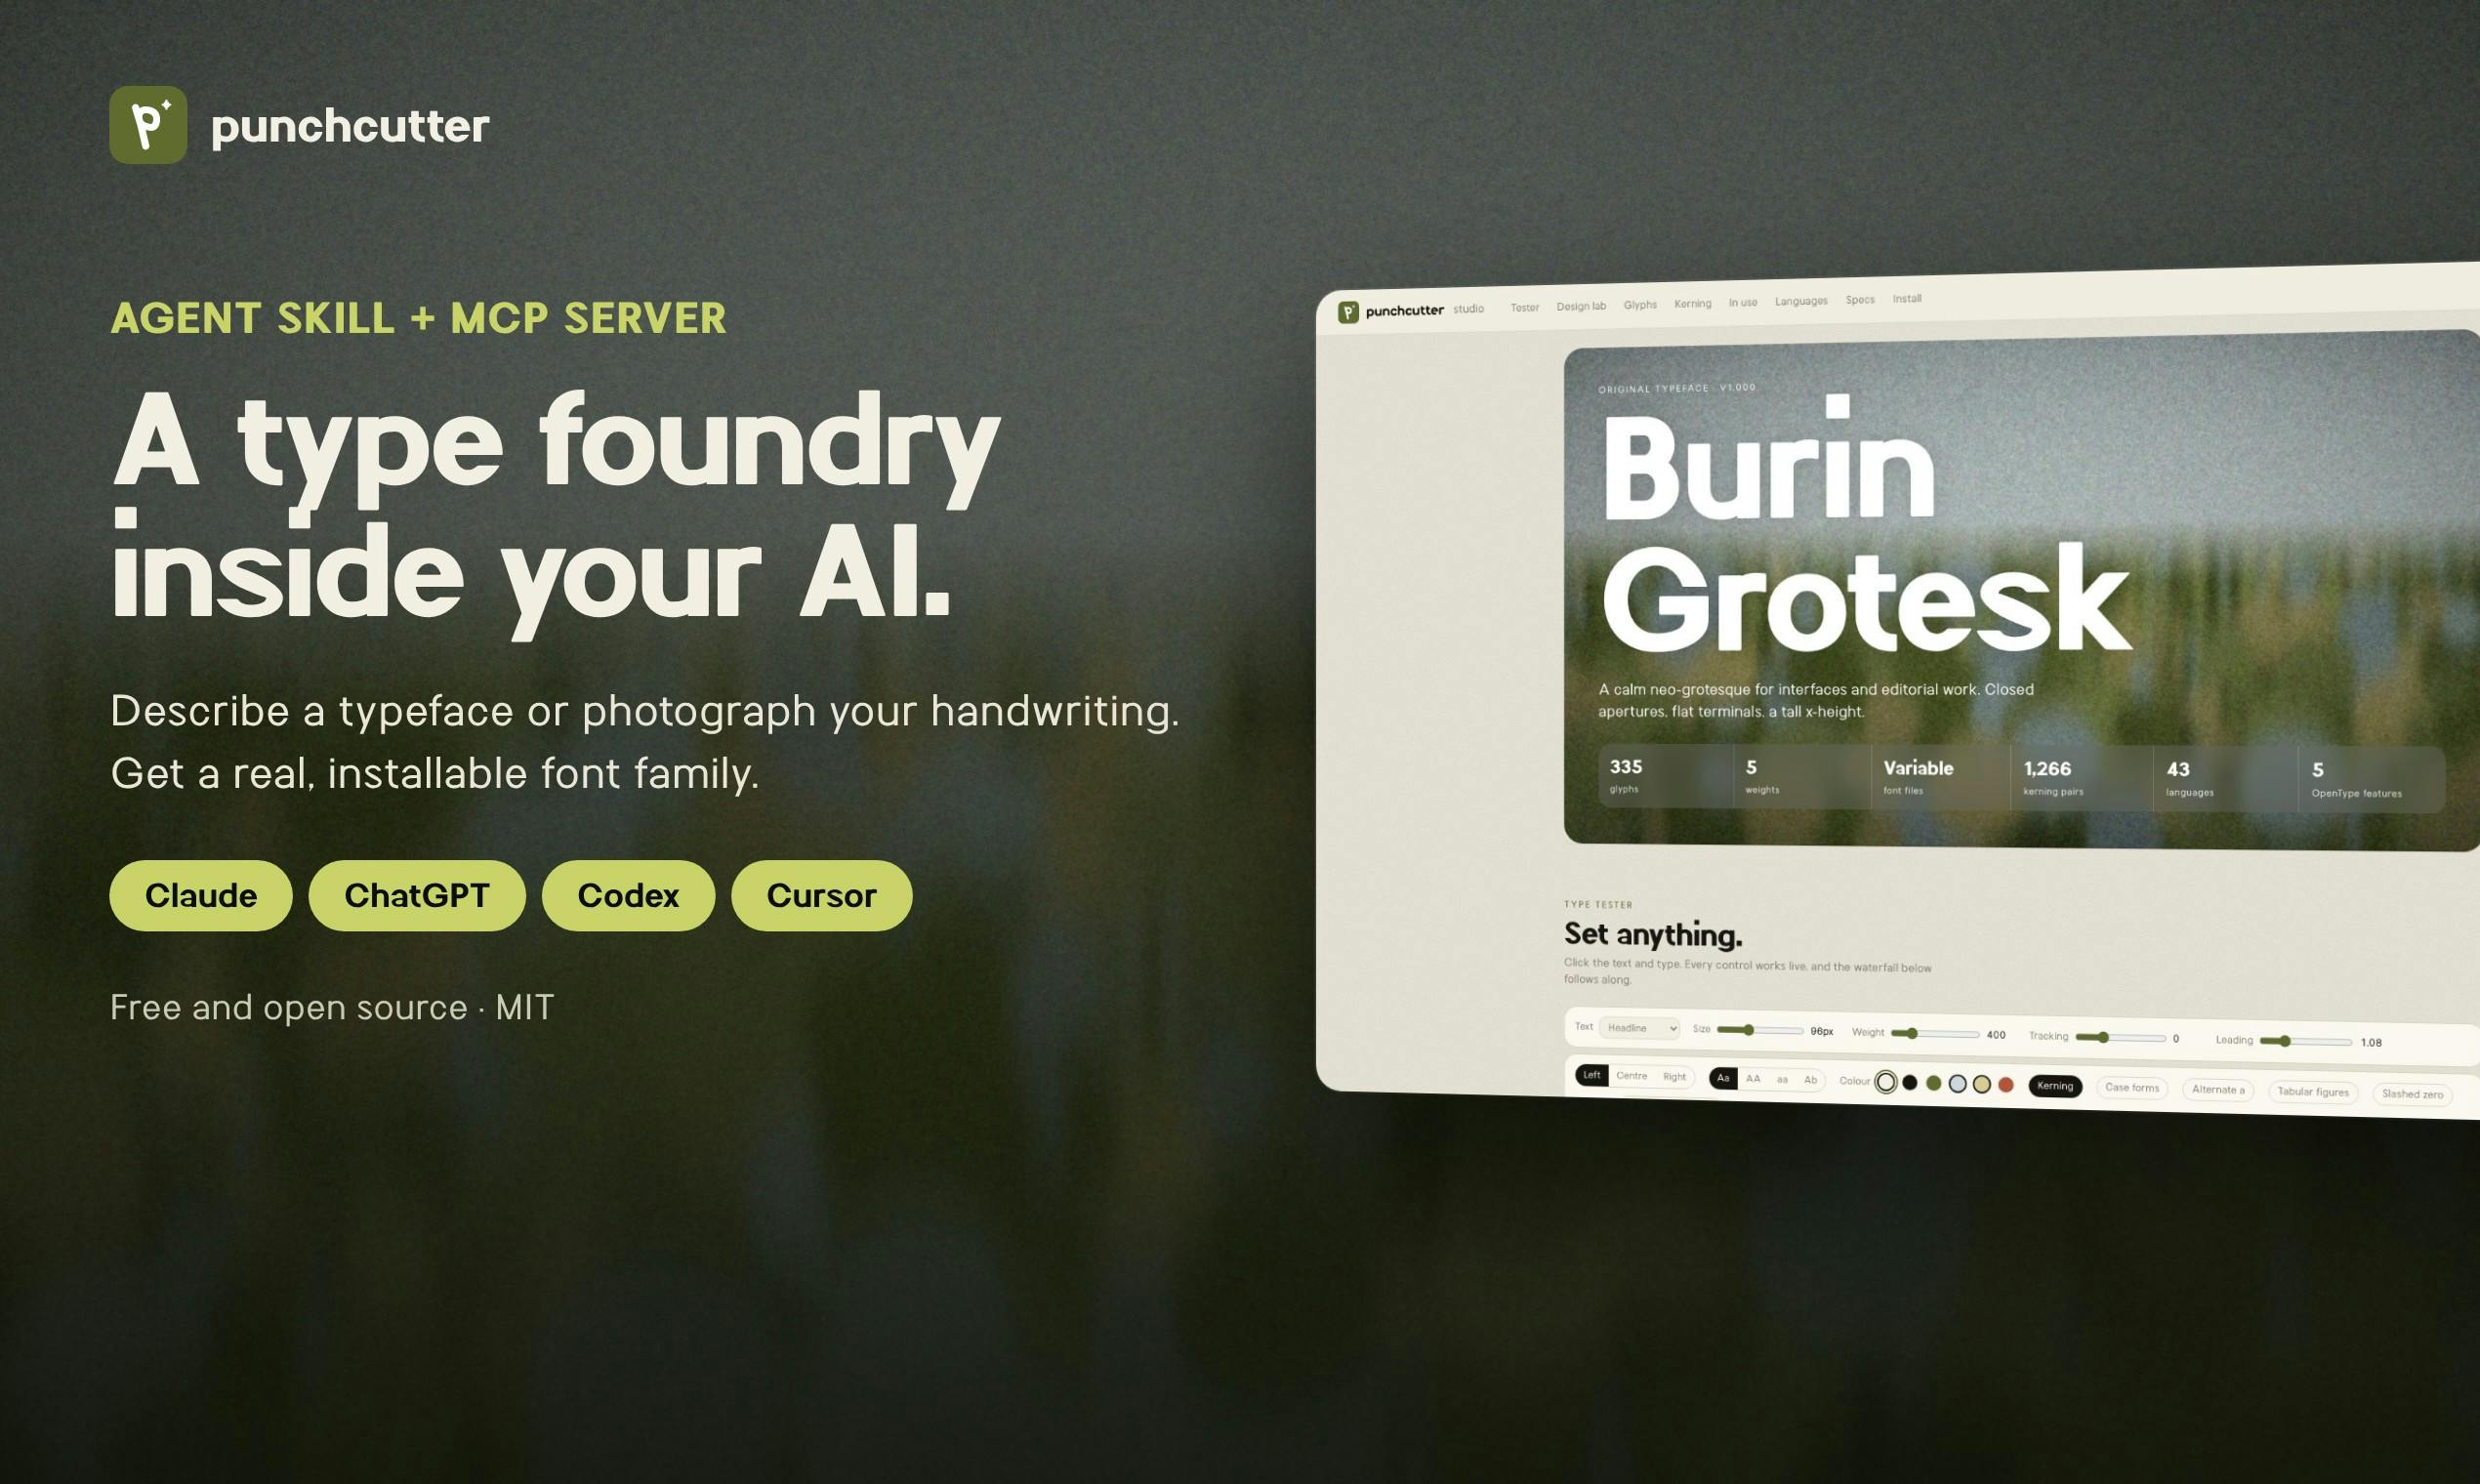 punchcutter
AGENT SKILL + MCP SERVER
A type foundry
inside your AI.
Describe a typeface or photograph your handwriting.
Get a real, installable font family.
Claude
ChatGPT
Codex
Cursor
Free and open source · MIT
punchcutter studio Tester Design lab Glyphs Kerning In use Languages Specs Install
ORIGINAL TYPEFACE · V1.000
Burin
Grotesk
A calm neo-grotesque for interfaces and editorial work. Closed
apertures, flat terminals, a tall x-height.
335 5 Variable 1,266 43 5
glyphs weights font files kerning pairs languages OpenType features
TYPE TESTER
Set anything.
Click the text and type. Every control works live, and the waterfall below
follows along.
Text Headline Size 96px Weight 400 Tracking 0 Leading 1.08
Left Centre Right Aa AA aa Ab Colour Kerning Case forms Alternate a Tabular figures Slashed zero